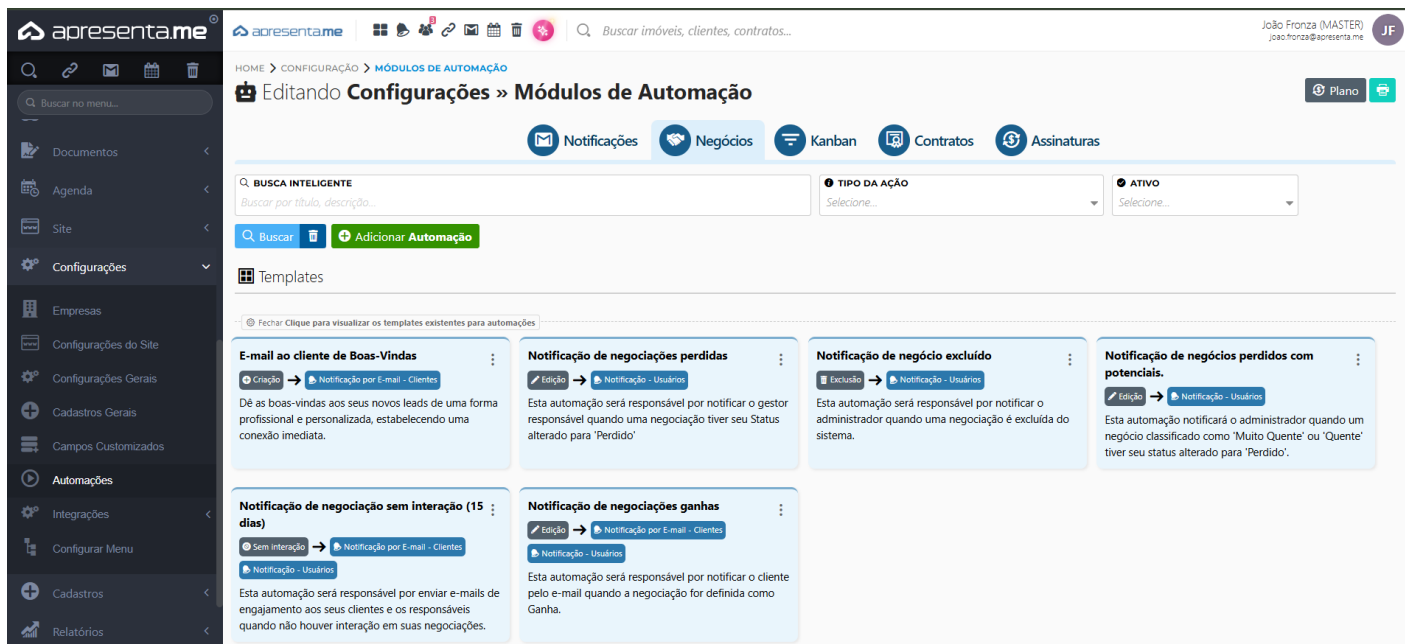 apresenta.me
Buscar no menu...
Documentos
Agenda
Site
Configurações
Empresas
Configurações do Site
Configurações Gerais
Cadastros Gerais
Campos Customizados
Automações
Integrações
Configurar Menu
Cadastros
Relatórios
apresenta.me
3
Buscar imóveis, clientes, contratos...
João Fronza (MASTER)
joao.fronza@apresenta.me
JF
HOME > CONFIGURAÇÃO > MÓDULOS DE AUTOMAÇÃO
Editando Configurações » Módulos de Automação
Plano
Notificações
Negócios
Kanban
Contratos
Assinaturas
BUSCA INTELIGENTE
Buscar por título, descrição...
TIPO DA AÇÃO
Selecione...
ATIVO
Selecione...
Buscar
Adicionar Automação
Templates
Fechar Clique para visualizar os templates existentes para automações
E-mail ao cliente de Boas-Vindas
Criação → Notificação por E-mail - Clientes
Dê as boas-vindas aos seus novos leads de uma forma
profissional e personalizada, estabelecendo uma
conexão imediata.
Notificação de negociações perdidas
Edição → Notificação - Usuários
Esta automação será responsável por notificar o gestor
responsável quando uma negociação tiver seu Status
alterado para 'Perdido'
Notificação de negócio excluído
Exclusão → Notificação - Usuários
Esta automação será responsável por notificar o
administrador quando uma negociação é excluída do
sistema.
Notificação de negócios perdidos com
potenciais.
Edição → Notificação - Usuários
Esta automação notificará o administrador quando um
negócio classificado como 'Muito Quente' ou 'Quente'
tiver seu status alterado para 'Perdido'.
Notificação de negociação sem interação (15
dias)
Sem interação → Notificação por E-mail - Clientes
Notificação - Usuários
Esta automação será responsável por enviar e-mails de
engajamento aos seus clientes e os responsáveis
quando não houver interação em suas negociações.
Notificação de negociações ganhas
Edição → Notificação por E-mail - Clientes
Notificação - Usuários
Esta automação será responsável por notificar o cliente
pelo e-mail quando a negociação for definida como
Ganha.